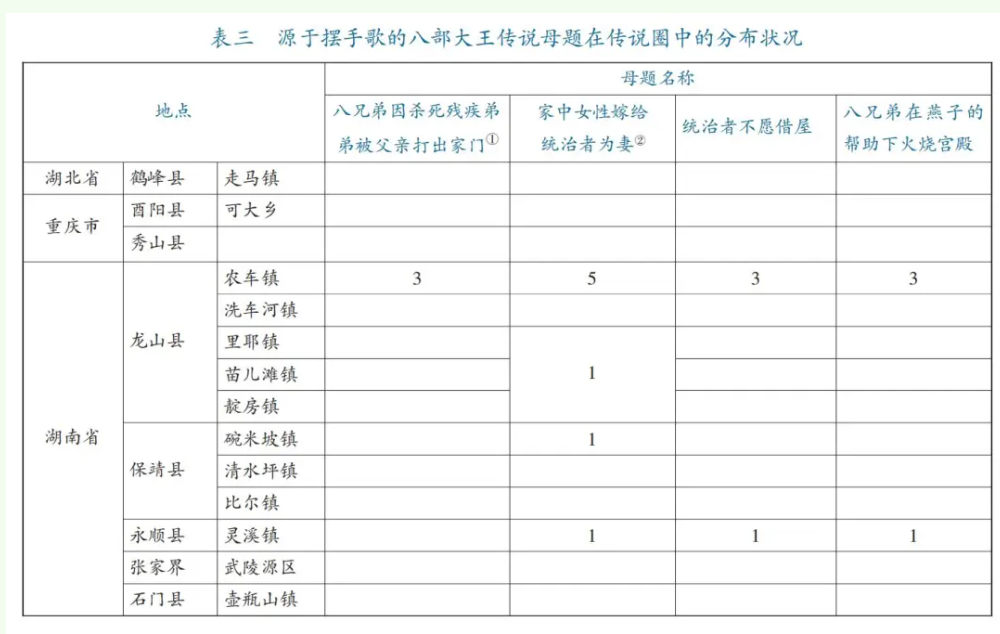 表三 源于摆手歌的八部大王传说母题在传说圈中的分布状况
地点
母题名称
八兄弟因杀死残疾弟
弟被父亲打出家门①
家中女性嫁给
统治者为妻②
统治者不愿借屋
八兄弟在燕子的
帮助下火烧宫殿
湖北省 鹤峰县 走马镇
重庆市
酉阳县 可大乡
秀山县
湖南省
龙山县
农车镇 3 5 3 3
洗车河镇
里耶镇
苗儿滩镇 1
靛房镇
保靖县
碗米坡镇 1
清水坪镇
比尔镇
永顺县 灵溪镇 1 1 1
张家界 武陵源区
石门县 壶瓶山镇